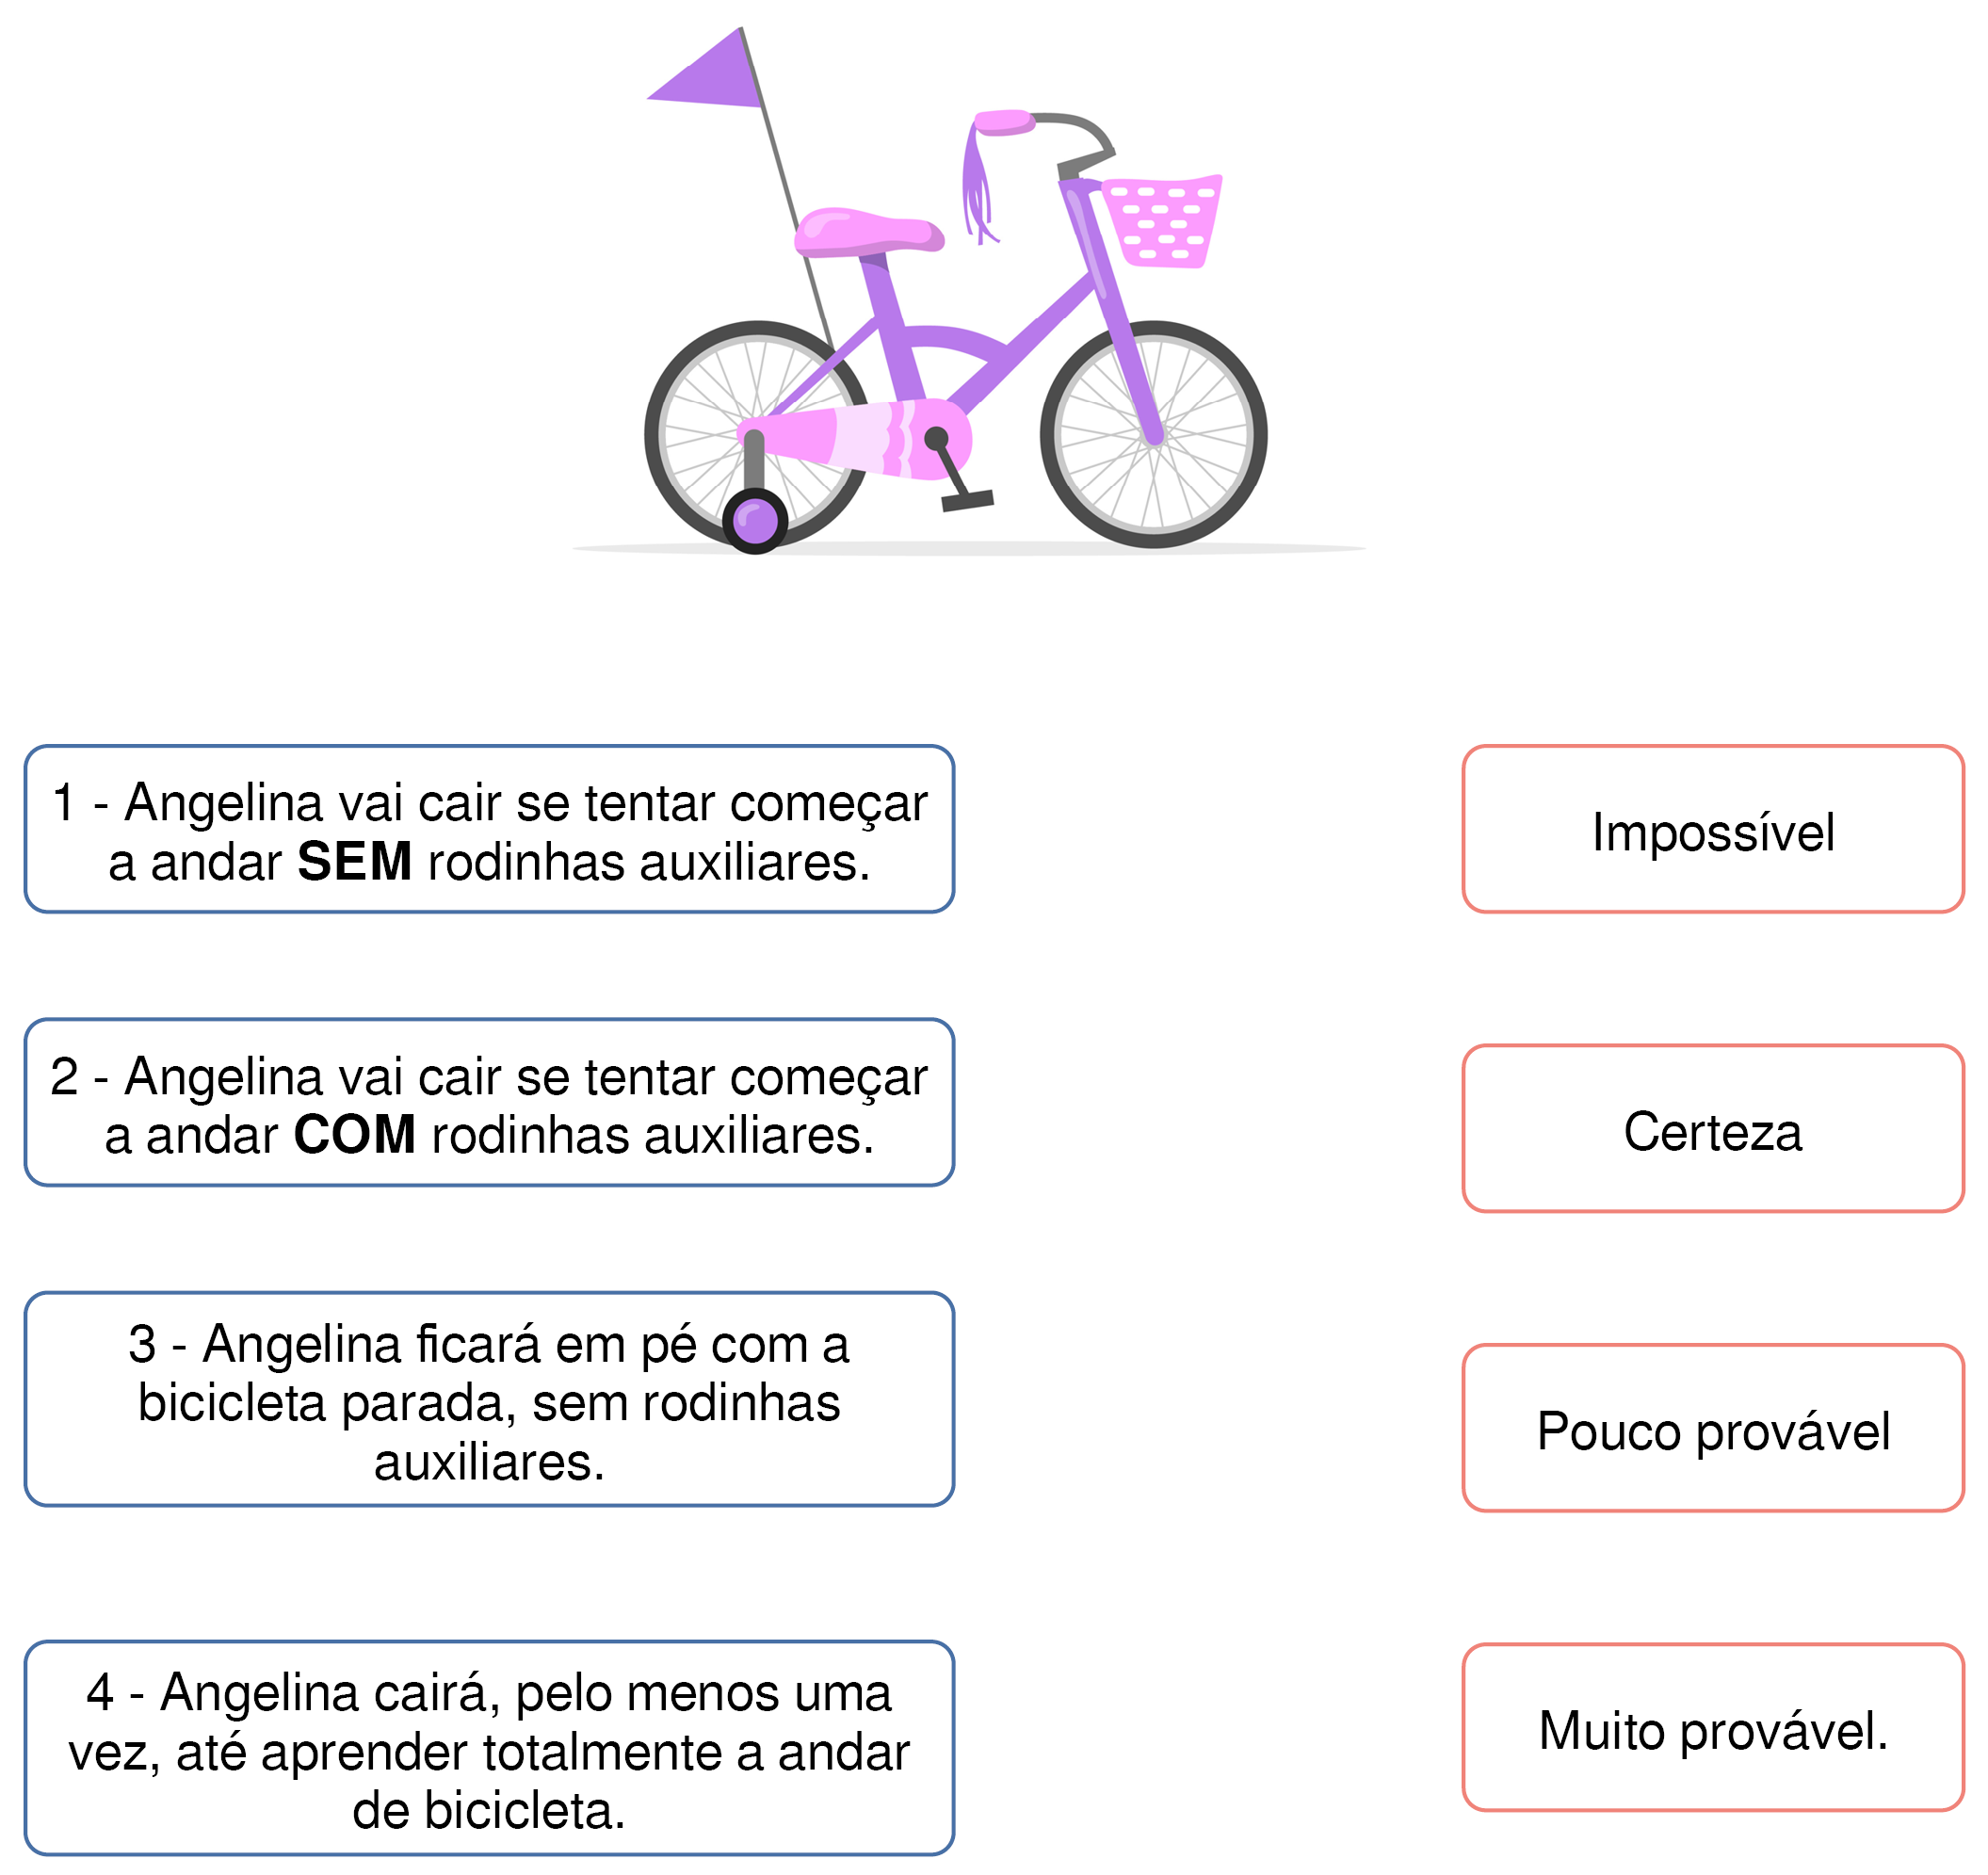 1 - Angelina vai cair se tentar começar
a andar SEM rodinhas auxiliares.
Impossível
2 - Angelina vai cair se tentar começar
a andar COM rodinhas auxiliares.
Certeza
3 - Angelina ficará em pé com a
bicicleta parada, sem rodinhas
auxiliares.
Pouco provável
4 - Angelina cairá, pelo menos uma
vez, até aprender totalmente a andar
de bicicleta.
Muito provável.